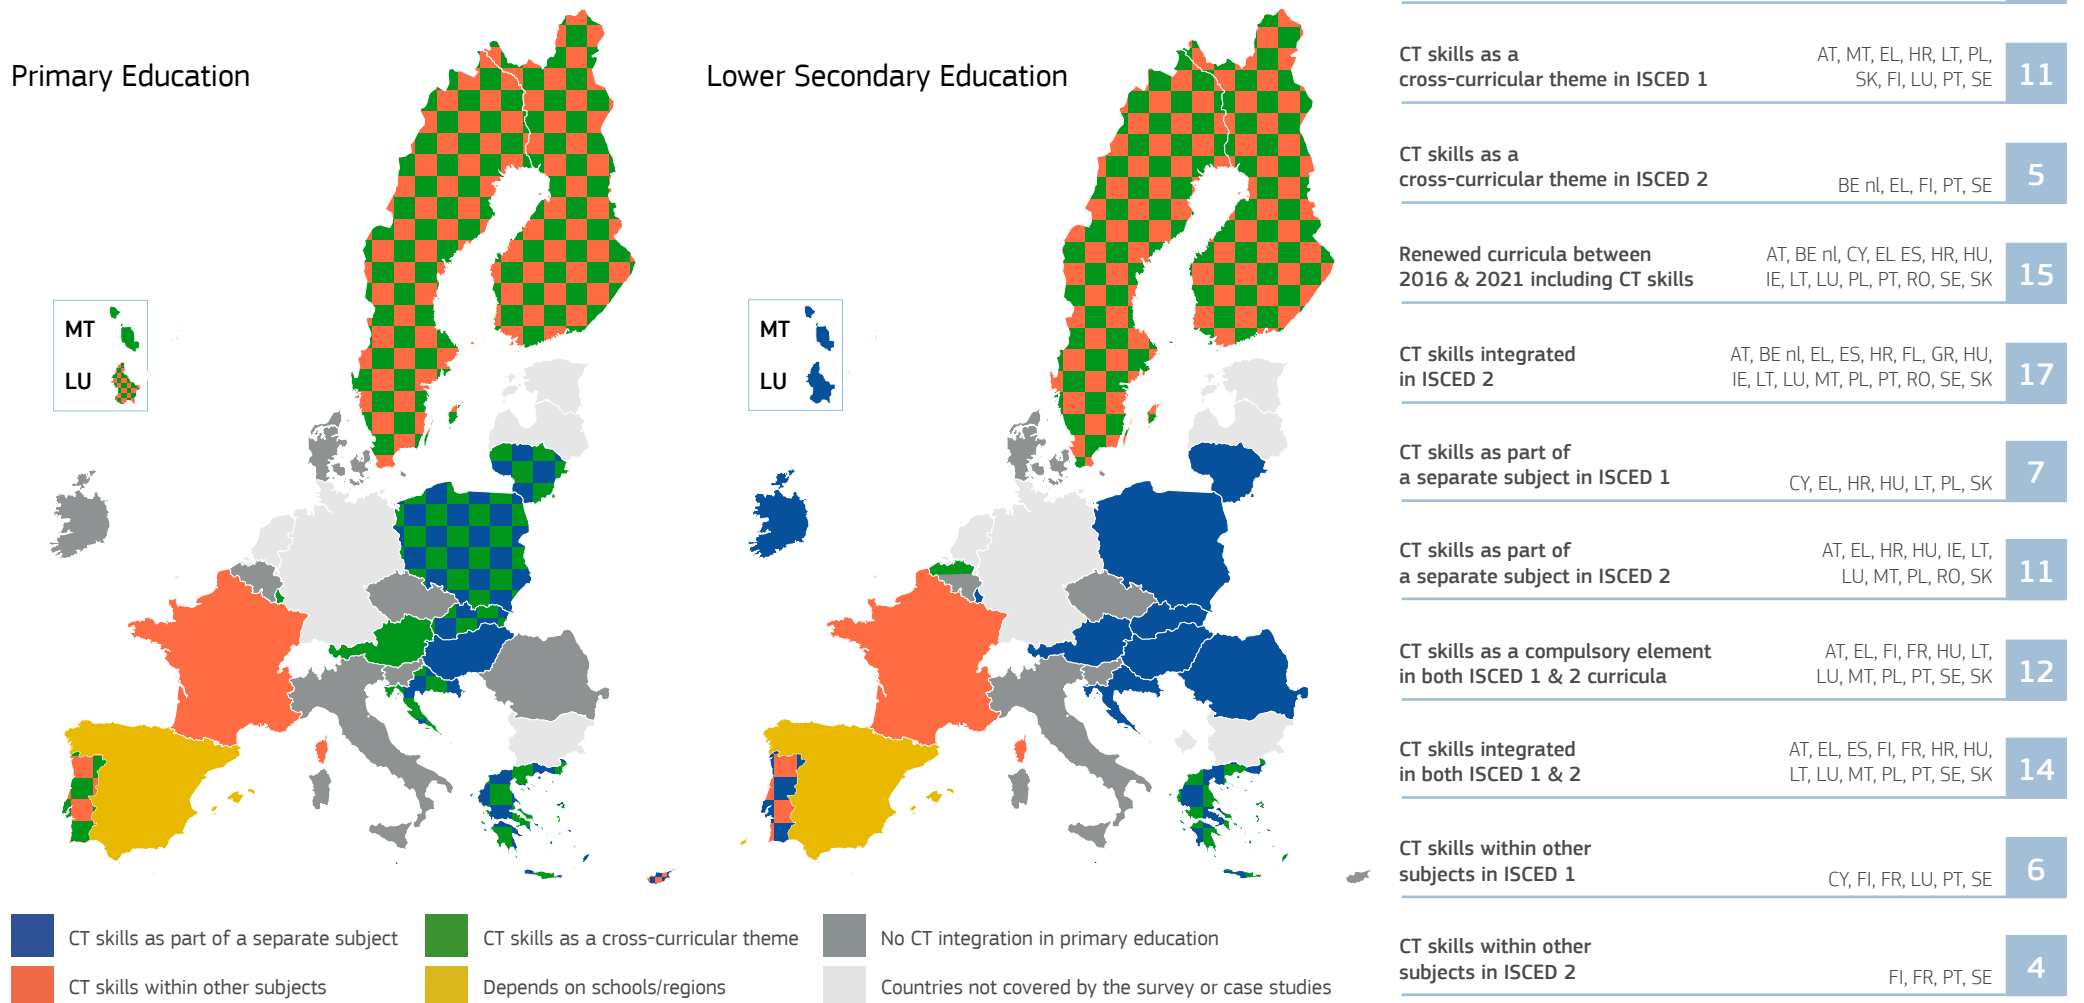 Primary Education
MT
LU
Lower Secondary Education
MT
LU
CT skills as part of a separate subject
CT skills as a cross-curricular theme
No CT integration in primary education
CT skills within other subjects
Depends on schools/regions
Countries not covered by the survey or case studies
CT skills as a
cross-curricular theme in ISCED 1
AT, MT, EL, HR, LT, PL,
SK, FI, LU, PT, SE
11
CT skills as a
cross-curricular theme in ISCED 2
BE nl, EL, FI, PT, SE
5
Renewed curricula between
2016 & 2021 including CT skills
AT, BE nl, CY, EL ES, HR, HU,
IE, LT, LU, PL, PT, RO, SE, SK
15
CT skills integrated
in ISCED 2
AT, BE nl, EL, ES, HR, FL, GR, HU,
IE, LT, LU, MT, PL, PT, RO, SE, SK
17
CT skills as part of
a separate subject in ISCED 1
CY, EL, HR, HU, LT, PL, SK
7
CT skills as part of
a separate subject in ISCED 2
AT, EL, HR, HU, IE, LT,
LU, MT, PL, RO, SK
11
CT skills as a compulsory element
in both ISCED 1 & 2 curricula
AT, EL, FI, FR, HU, LT,
LU, MT, PL, PT, SE, SK
12
CT skills integrated
in both ISCED 1 & 2
AT, EL, ES, FI, FR, HR, HU,
LT, LU, MT, PL, PT, SE, SK
14
CT skills within other
subjects in ISCED 1
CY, FI, FR, LU, PT, SE
6
CT skills within other
subjects in ISCED 2
FI, FR, PT, SE
4